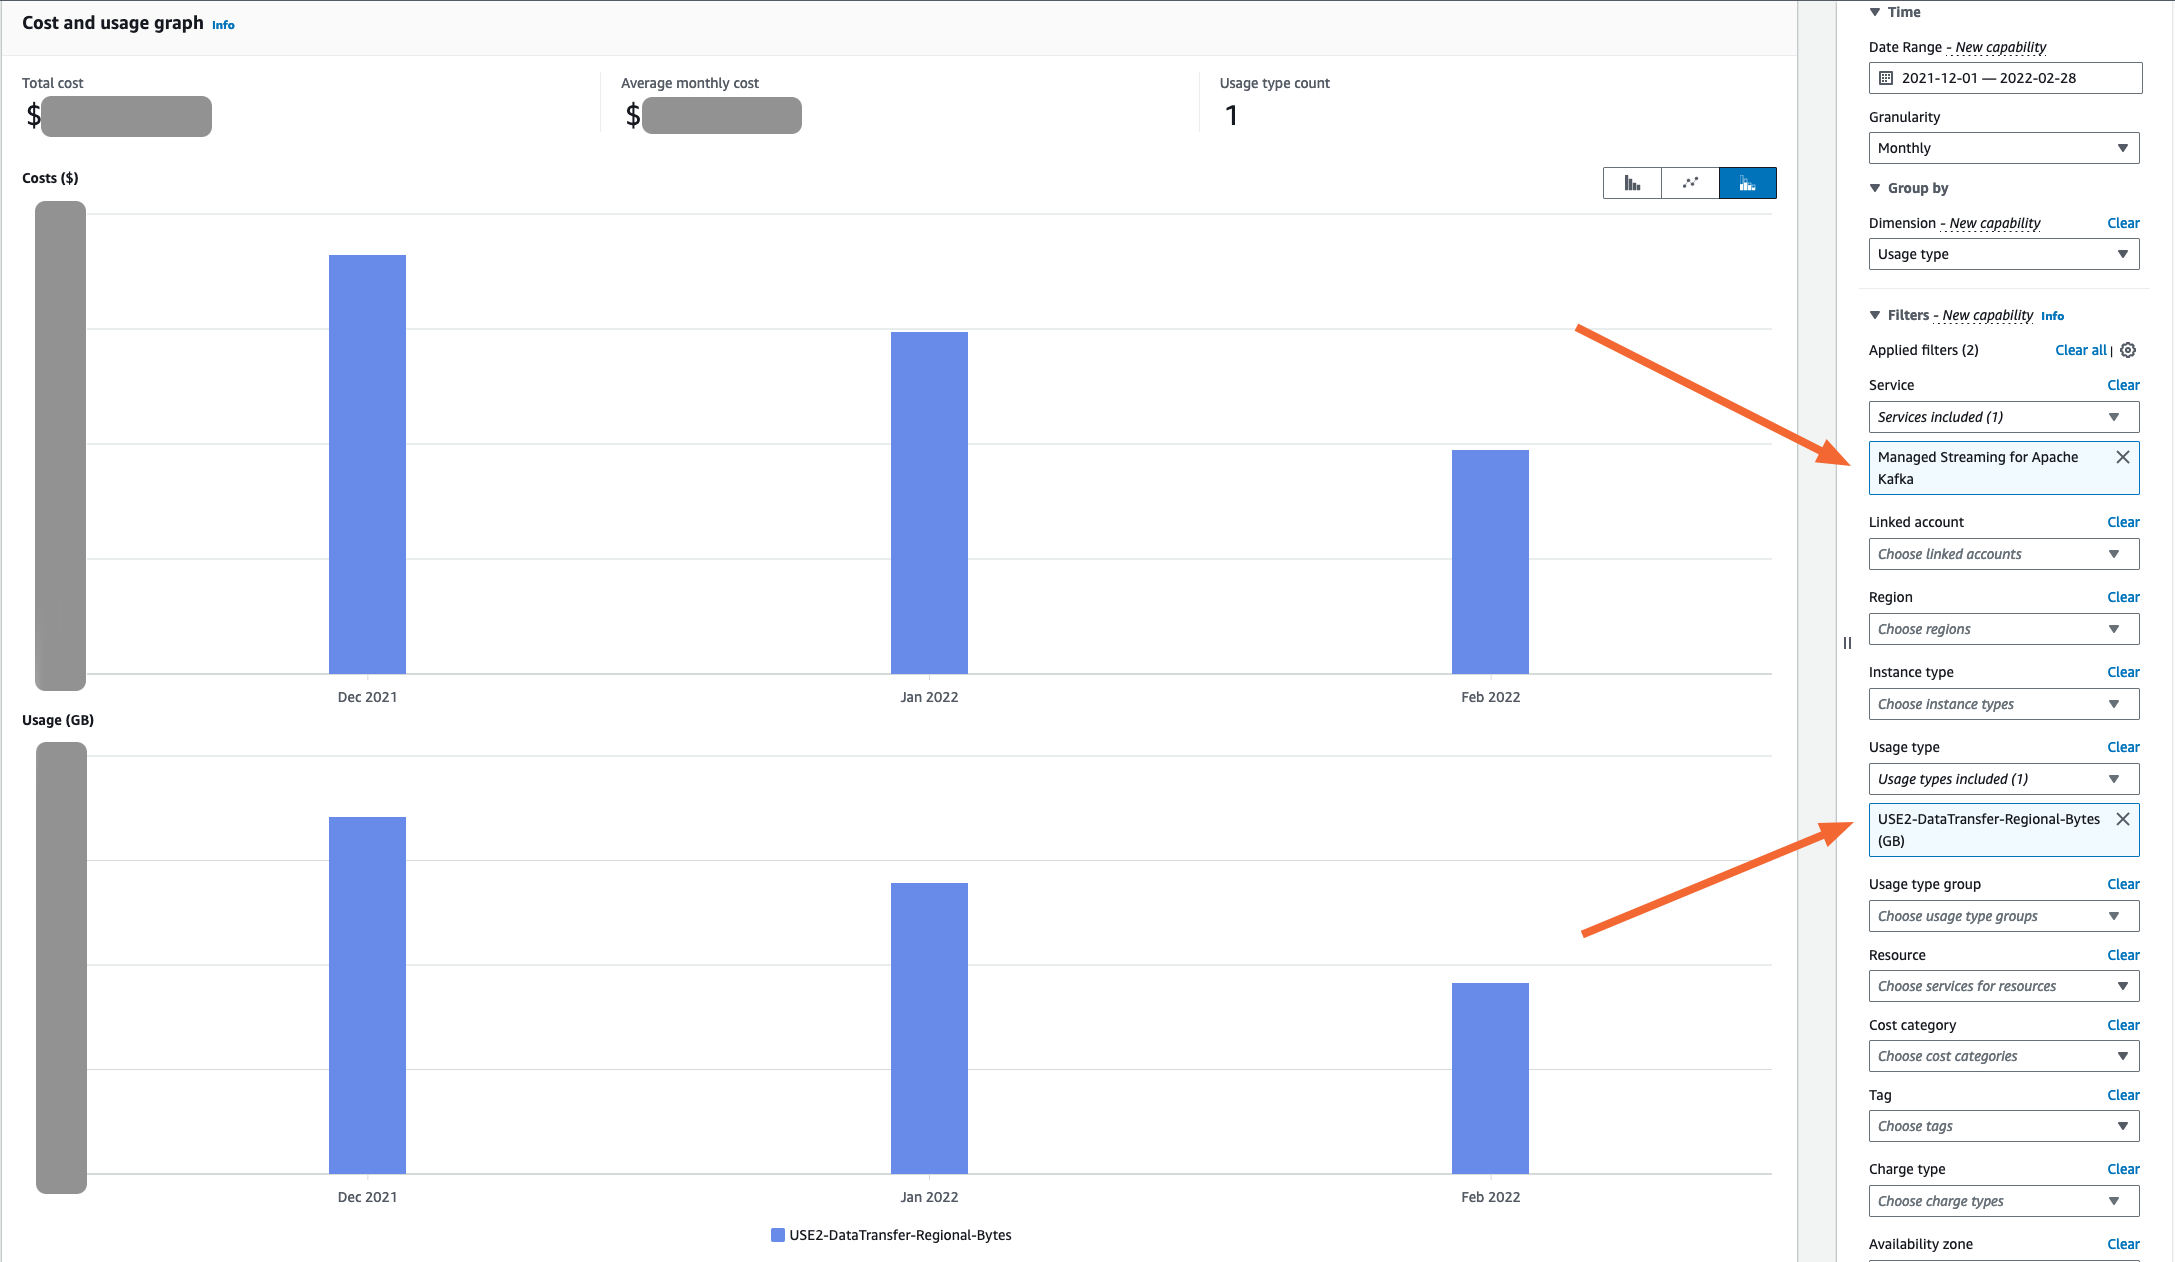 Cost and usage graph Info
Total cost
$
Average monthly cost
$
Usage type count
1
Costs ($)
Dec 2021
Jan 2022
Feb 2022
Usage (GB)
Dec 2021
Jan 2022
Feb 2022
USE2-DataTransfer-Regional-Bytes
Time
Date Range - New capability
2021-12-01 — 2022-02-28
Granularity
Monthly
Group by
Dimension - New capability Clear
Usage type
Filters - New capability Info
Applied filters (2) Clear all |
Service Clear
Services included (1)
Managed Streaming for Apache
Kafka
Linked account Clear
Choose linked accounts
Region Clear
Choose regions
Instance type Clear
Choose instance types
Usage type Clear
Usage types included (1)
USE2-DataTransfer-Regional-Bytes
(GB)
Usage type group Clear
Choose usage type groups
Resource Clear
Choose services for resources
Cost category Clear
Choose cost categories
Tag Clear
Choose tags
Charge type Clear
Choose charge types
Availability zone Clear